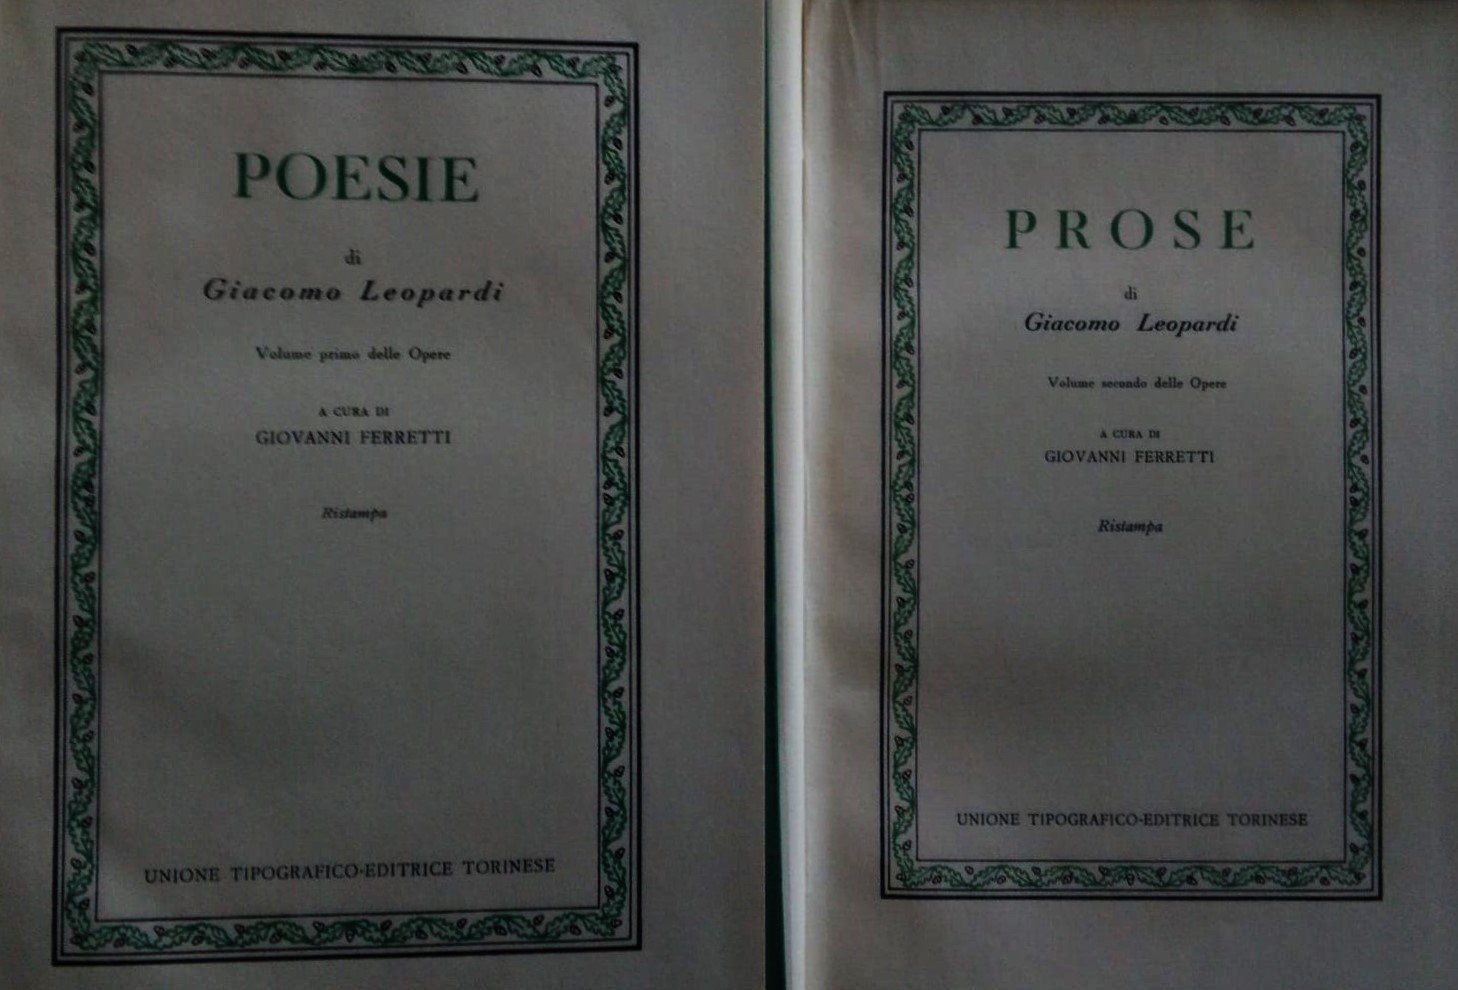 POESIE
di
Giacomo Leopardi
Volume primo delle Opere
A CURA DI
GIOVANNI FERRETTI
Ristampa
UNIONE TIPOGRAFICO-EDITRICE TORINESE
PROSE
di
Giacomo Leopardi
Volume secondo delle Opere
A CURA DI
GIOVANNI FERRETTI
Ristampa
UNIONE TIPOGRAFICO-EDITRICE TORINESE